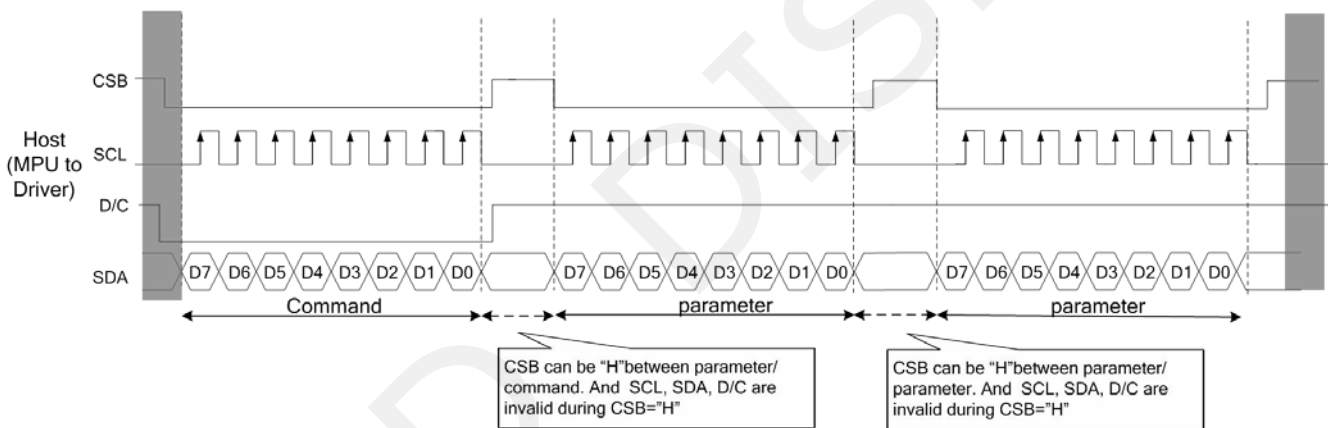 CSB
Host
(MPU to
Driver)
SCL
D/C
SDA
D7 D6 D5 D4 D3 D2 D1 D0 D7 D6 D5 D4 D3 D2 D1 D0 D7 D6 D5 D4 D3 D2 D1 D0
Command parameter parameter
CSB can be “H”between parameter/
command. And SCL, SDA, D/C are
invalid during CSB=”H”
CSB can be “H”between parameter/
parameter. And SCL, SDA, D/C are
invalid during CSB=”H”